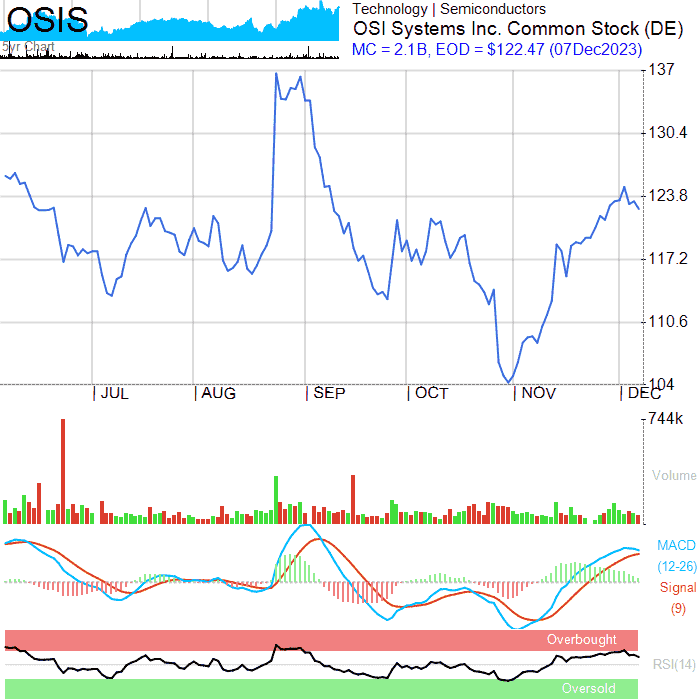 OSIS
Technology | Semiconductors
OSI Systems Inc. Common Stock (DE)
5yr Chart
MC = 2.1B, EOD = $122.47 (07Dec2023)
137
130.4
123.8
117.2
110.6
104
JUL
AUG
SEP
OCT
NOV
DEC
744k
Volume
MACD
(12-26)
Signal
(9)
Overbought
RSI(14)
Oversold